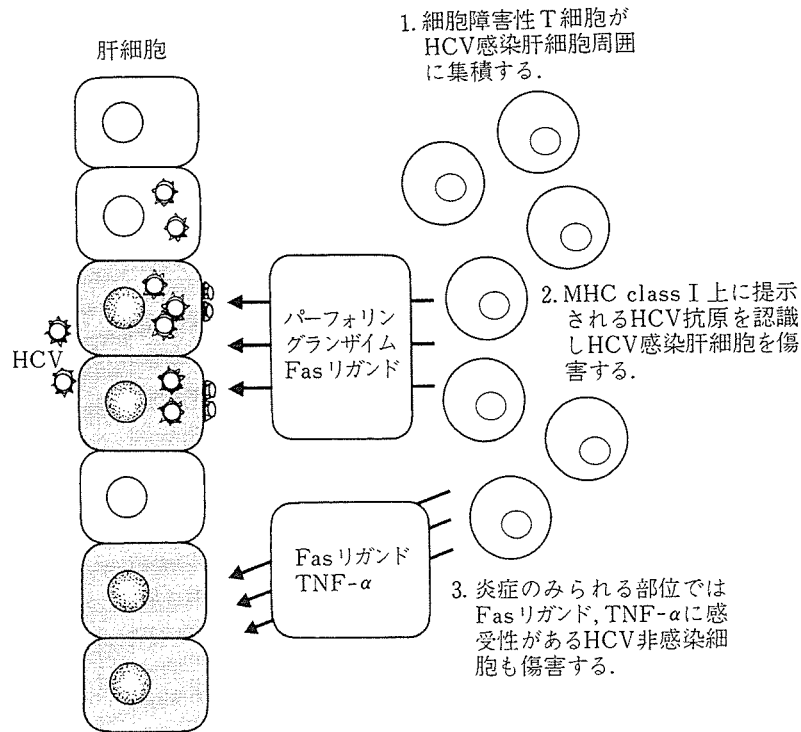 肝細胞
1. 細胞障害性T細胞が
HCV感染肝細胞周囲
に集積する.
パーフォリン
グランザイム
Fasリガンド
2. MHC class I 上に提示
されるHCV抗原を認識
しHCV感染肝細胞を傷
害する.
HCV
Fasリガンド
TNF-α
3. 炎症のみられる部位では
Fasリガンド, TNF-αに感
受性があるHCV非感染細
胞も傷害する.